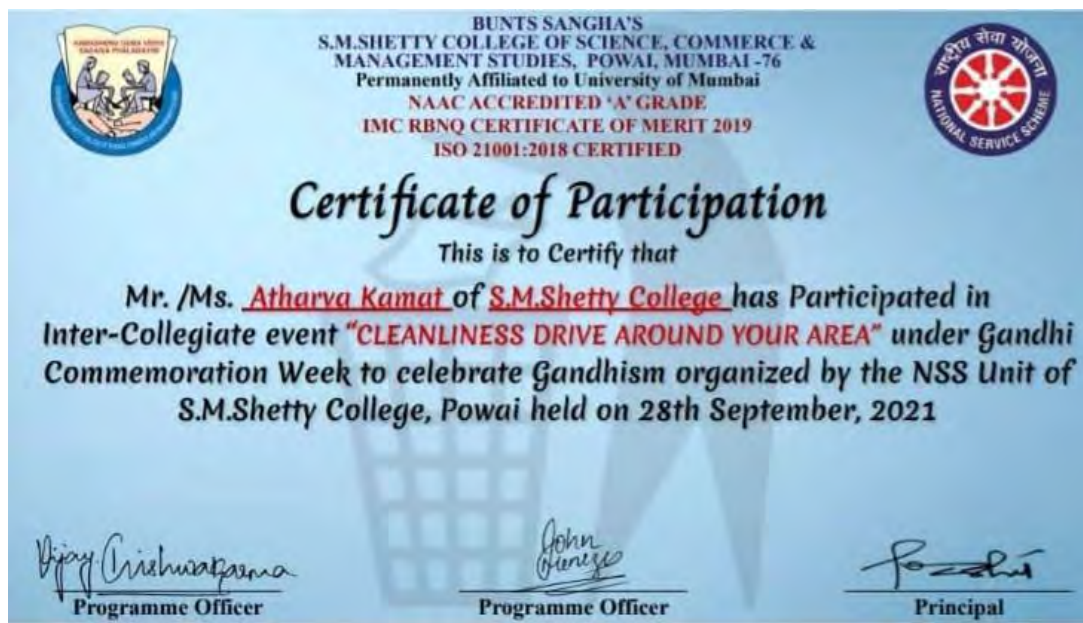 BUNTS SANGHA'S
S.M.SHETTY COLLEGE OF SCIENCE, COMMERCE &
MANAGEMENT STUDIES, POWAI, MUMBAI -76
Permanently Affiliated to University of Mumbai
NAAC ACCREDITED 'A' GRADE
IMC RBNQ CERTIFICATE OF MERIT 2019
ISO 21001:2018 CERTIFIED
राष्ट्रीय सेवा योजना
NATIONAL SERVICE SCHEME
Certificate of Participation
This is to Certify that
Mr. /Ms. Atharva Kamat of S.M.Shetty College has Participated in
Inter-Collegiate event "CLEANLINESS DRIVE AROUND YOUR AREA" under Gandhi
Commemoration Week to celebrate Gandhism organized by the NSS Unit of
S.M.Shetty College, Powai held on 28th September, 2021
Vijay Vishwakarma
John
Programme Officer
Programme Officer
Principal